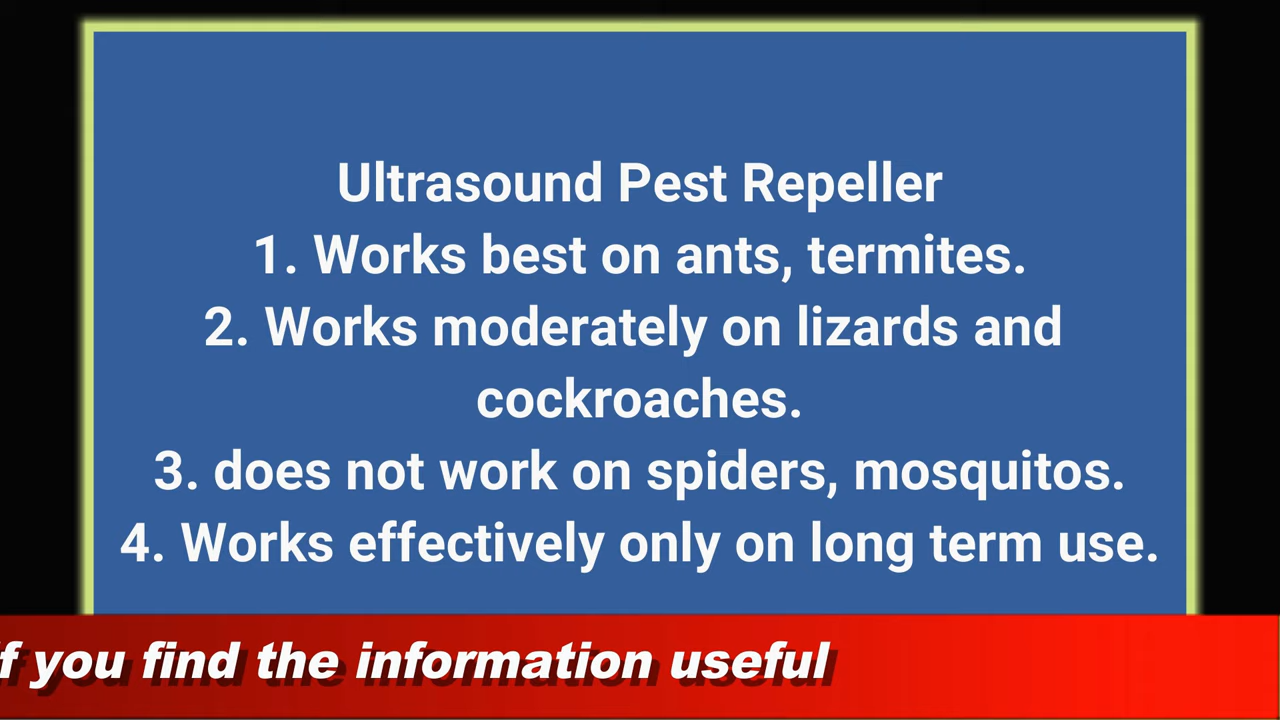 Ultrasound Pest Repeller
1. Works best on ants, termites.
2. Works moderately on lizards and
cockroaches.
3. does not work on spiders, mosquitos.
4. Works effectively only on long term use.
if you find the information useful